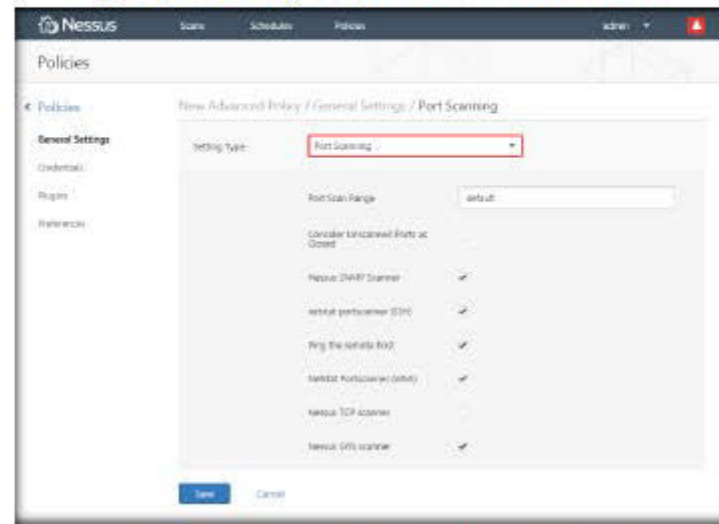 Nessus
Scans Schedules Policies admin
Policies
Policies
New Advanced Policy / General Settings / Port Scanning
General Settings
Setting Type Port Scanning
Credentials
Plugins
Port Scan Range default
Preferences
Consider Unscanned Ports as
Closed
Nessus SNMP Scanner
netstat portscanner (SSH)
Ping the remote host
Netstat Portscanner (WMI)
Nessus TCP scanner
Nessus SYN scanner
Save Cancel